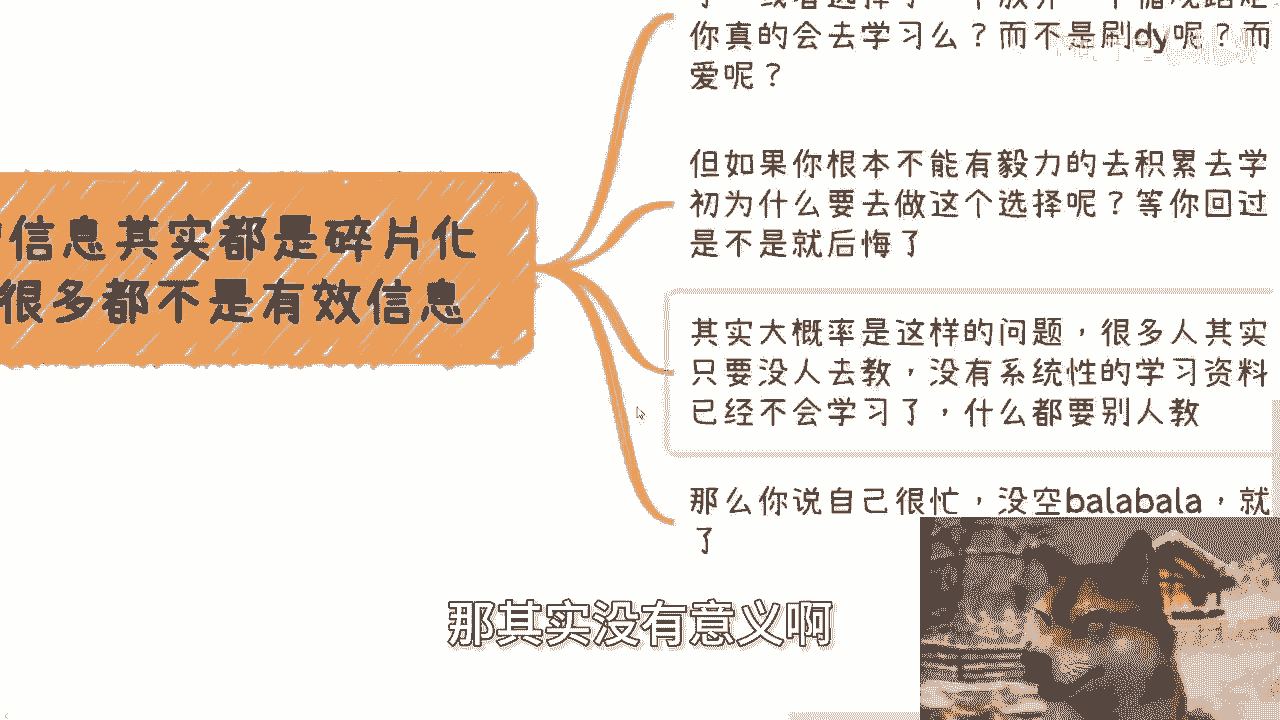 你真的会去学习么？而不是刷dy呢？而
爱呢？
但如果你根本不能有毅力的去积累去学
初为什么要去做这个选择呢？等你回过
是不是就后悔了
信息其实都是碎片化
很多都不是有效信息
其实大概率是这样的问题，很多人其实
只要没人去教，没有系统性的学习资料
已经不会学习了，什么都要别人教
那么你说自己很忙，没空balabala，就
了
那其实没有意义啊